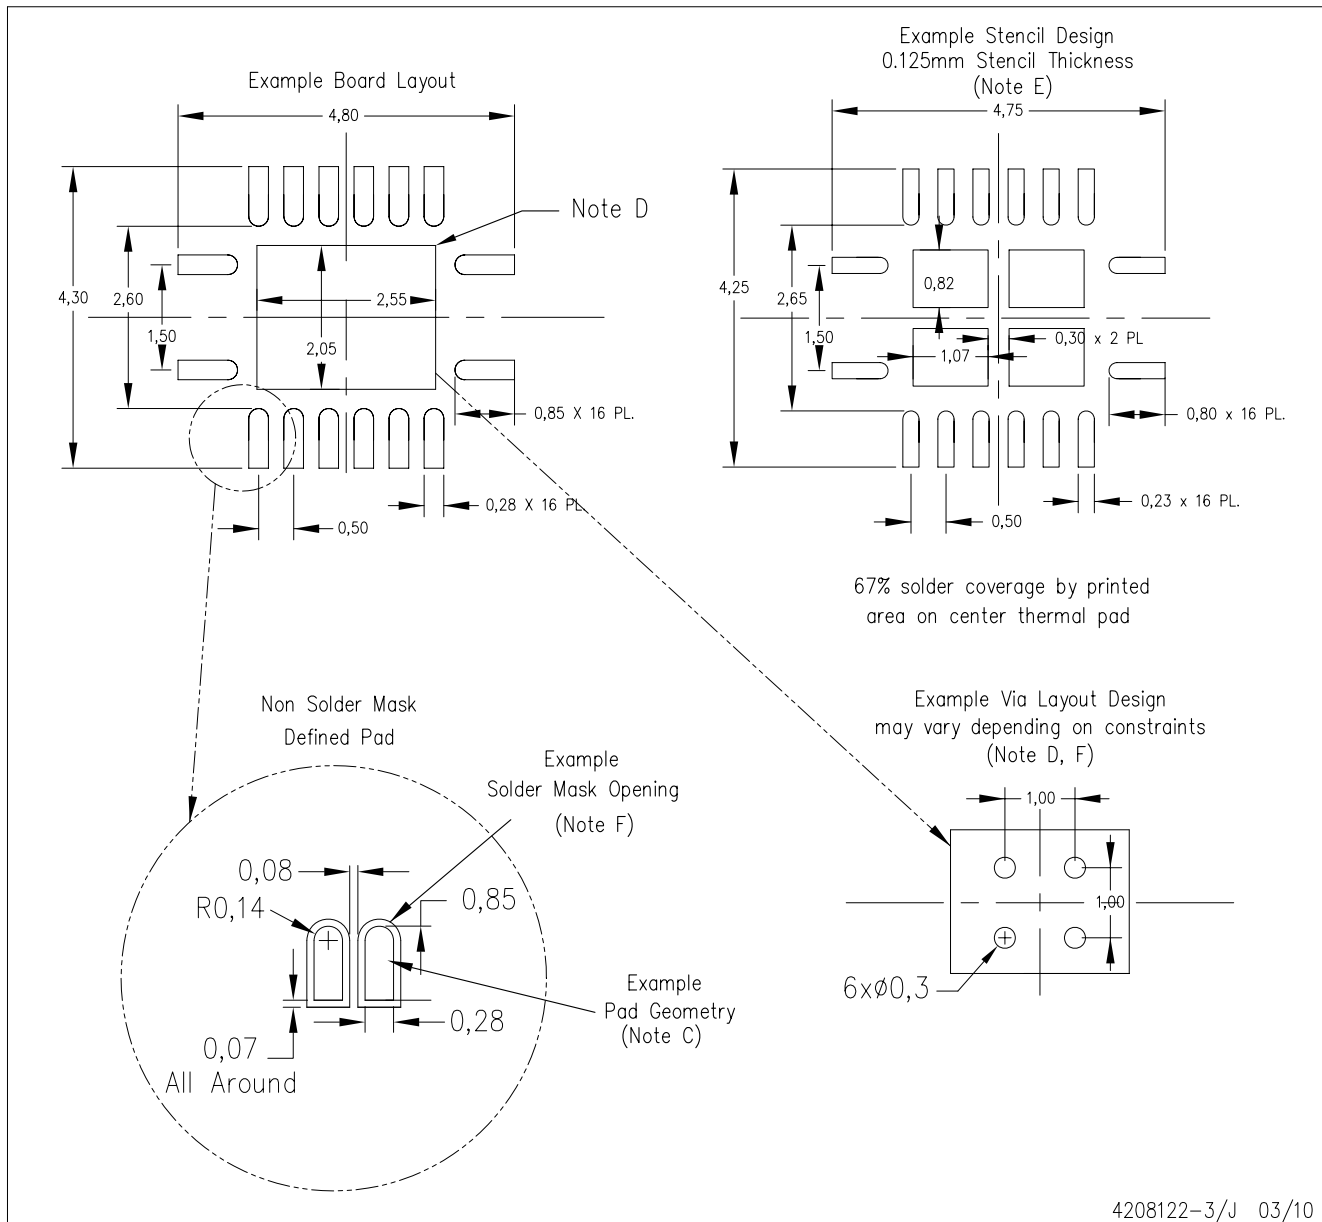 Example Board Layout
4,80
Note D
4,30
2,60
1,50
2,55
2,05
0,85 X 16 PL.
0,28 X 16 PL
0,50
Example Stencil Design
0.125mm Stencil Thickness
(Note E)
4,75
4,25
2,65
1,50
0,82
0,30 x 2 PL
1,07
0,80 x 16 PL.
0,23 x 16 PL.
0,50
67% solder coverage by printed
area on center thermal pad
Non Solder Mask
Defined Pad
Example
Solder Mask Opening
(Note F)
0,08
R0,14
0,85
Example
Pad Geometry
(Note C)
0,28
0,07
All Around
Example Via Layout Design
may vary depending on constraints
(Note D, F)
1,00
1,00
6xø0,3
4208122-3/J 03/10